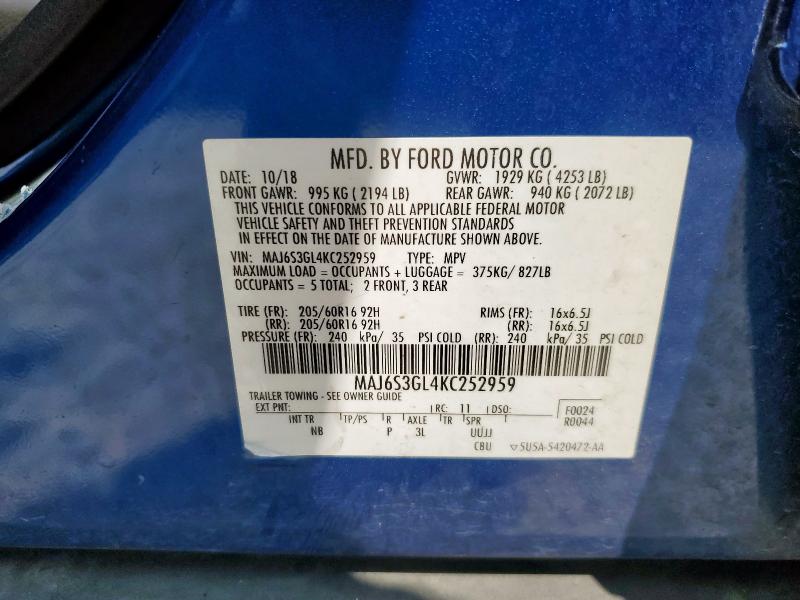 MFD. BY FORD MOTOR CO.
DATE: 10/18 GVWR: 1929 KG ( 4253 LB)
FRONT GAWR: 995 KG ( 2194 LB) REAR GAWR: 940 KG ( 2072 LB)
THIS VEHICLE CONFORMS TO ALL APPLICABLE FEDERAL MOTOR
VEHICLE SAFETY AND THEFT PREVENTION STANDARDS
IN EFFECT ON THE DATE OF MANUFACTURE SHOWN ABOVE.
VIN: MAJ6S3GL4KC252959 TYPE: MPV
MAXIMUM LOAD = OCCUPANTS + LUGGAGE = 375KG/ 827LB
OCCUPANTS = 5 TOTAL; 2 FRONT, 3 REAR
TIRE (FR): 205/60R16 92H RIMS (FR): 16x6.5J
(RR): 205/60R16 92H (RR): 16x6.5J
PRESSURE (FR): 240 kPa/ 35 PSI COLD (RR): 240 kPa/ 35 PSI COLD
MAJ6S3GL4KC252959
TRAILER TOWING - SEE OWNER GUIDE
EXT PNT: RC: 11 DSO: F0024
INT TR TP/PS R AXLE TR SPR R0044
NB P 3L UUJJ
CBU 5U5A-5420472-AA